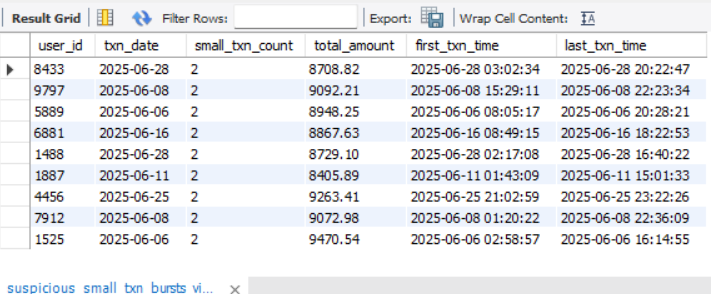 Result Grid Filter Rows: Export: Wrap Cell Content: IA
user_id txn_date small_txn_count total_amount first_txn_time last_txn_time
8433 2025-06-28 2 8708.82 2025-06-28 03:02:34 2025-06-28 20:22:47
9797 2025-06-08 2 9092.21 2025-06-08 15:29:11 2025-06-08 22:23:34
5889 2025-06-06 2 8948.25 2025-06-06 08:05:17 2025-06-06 20:28:21
6881 2025-06-16 2 8867.63 2025-06-16 08:49:15 2025-06-16 18:22:53
1488 2025-06-28 2 8729.10 2025-06-28 02:17:08 2025-06-28 16:40:22
1887 2025-06-11 2 8405.89 2025-06-11 01:43:09 2025-06-11 15:01:33
4456 2025-06-25 2 9263.41 2025-06-25 21:02:59 2025-06-25 23:22:26
7912 2025-06-08 2 9072.98 2025-06-08 01:20:22 2025-06-08 22:36:09
1525 2025-06-06 2 9470.54 2025-06-06 02:58:57 2025-06-06 16:14:55
suspicious_small_txn_bursts_vi...